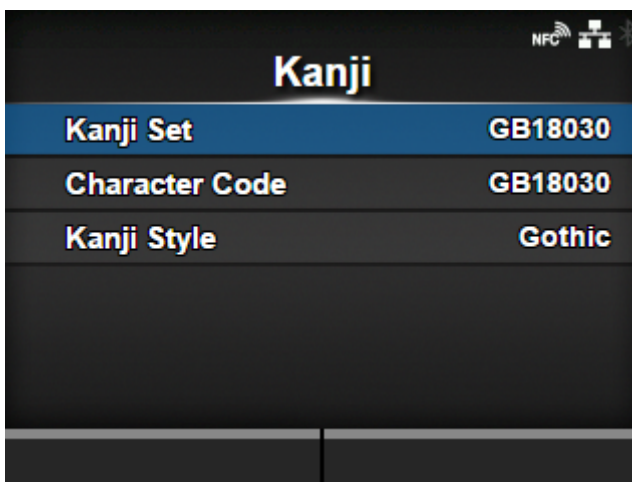 NFC
Kanji
Kanji Set GB18030
Character Code GB18030
Kanji Style Gothic